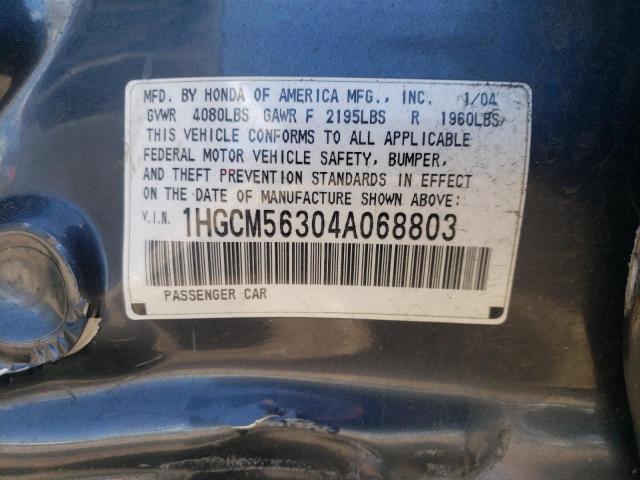 MFD. BY HONDA OF AMERICA MFG., INC. 1/04
GVWR 4080LBS GAWR F 2195LBS R 1960LBS
THIS VEHICLE CONFORMS TO ALL APPLICABLE
FEDERAL MOTOR VEHICLE SAFETY, BUMPER,
AND THEFT PREVENTION STANDARDS IN EFFECT
ON THE DATE OF MANUFACTURE SHOWN ABOVE:
V.I.N. 1HGCM56304A068803
PASSENGER CAR